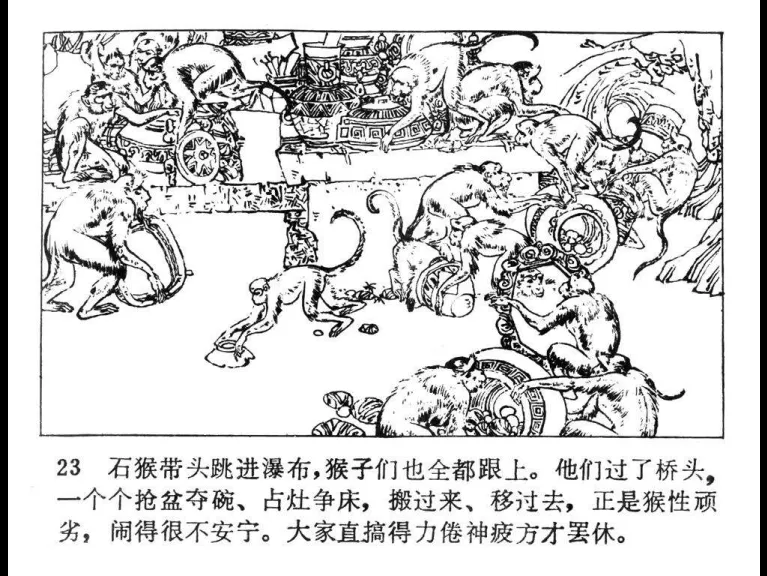 23 石猴带头跳进瀑布，猴子们也全都跟上。他们过了桥头，
一个个抢盆夺碗、占灶争床，搬过来、移过去，正是猴性顽
劣，闹得很不安宁。大家直搞得力倦神疲方才罢休。